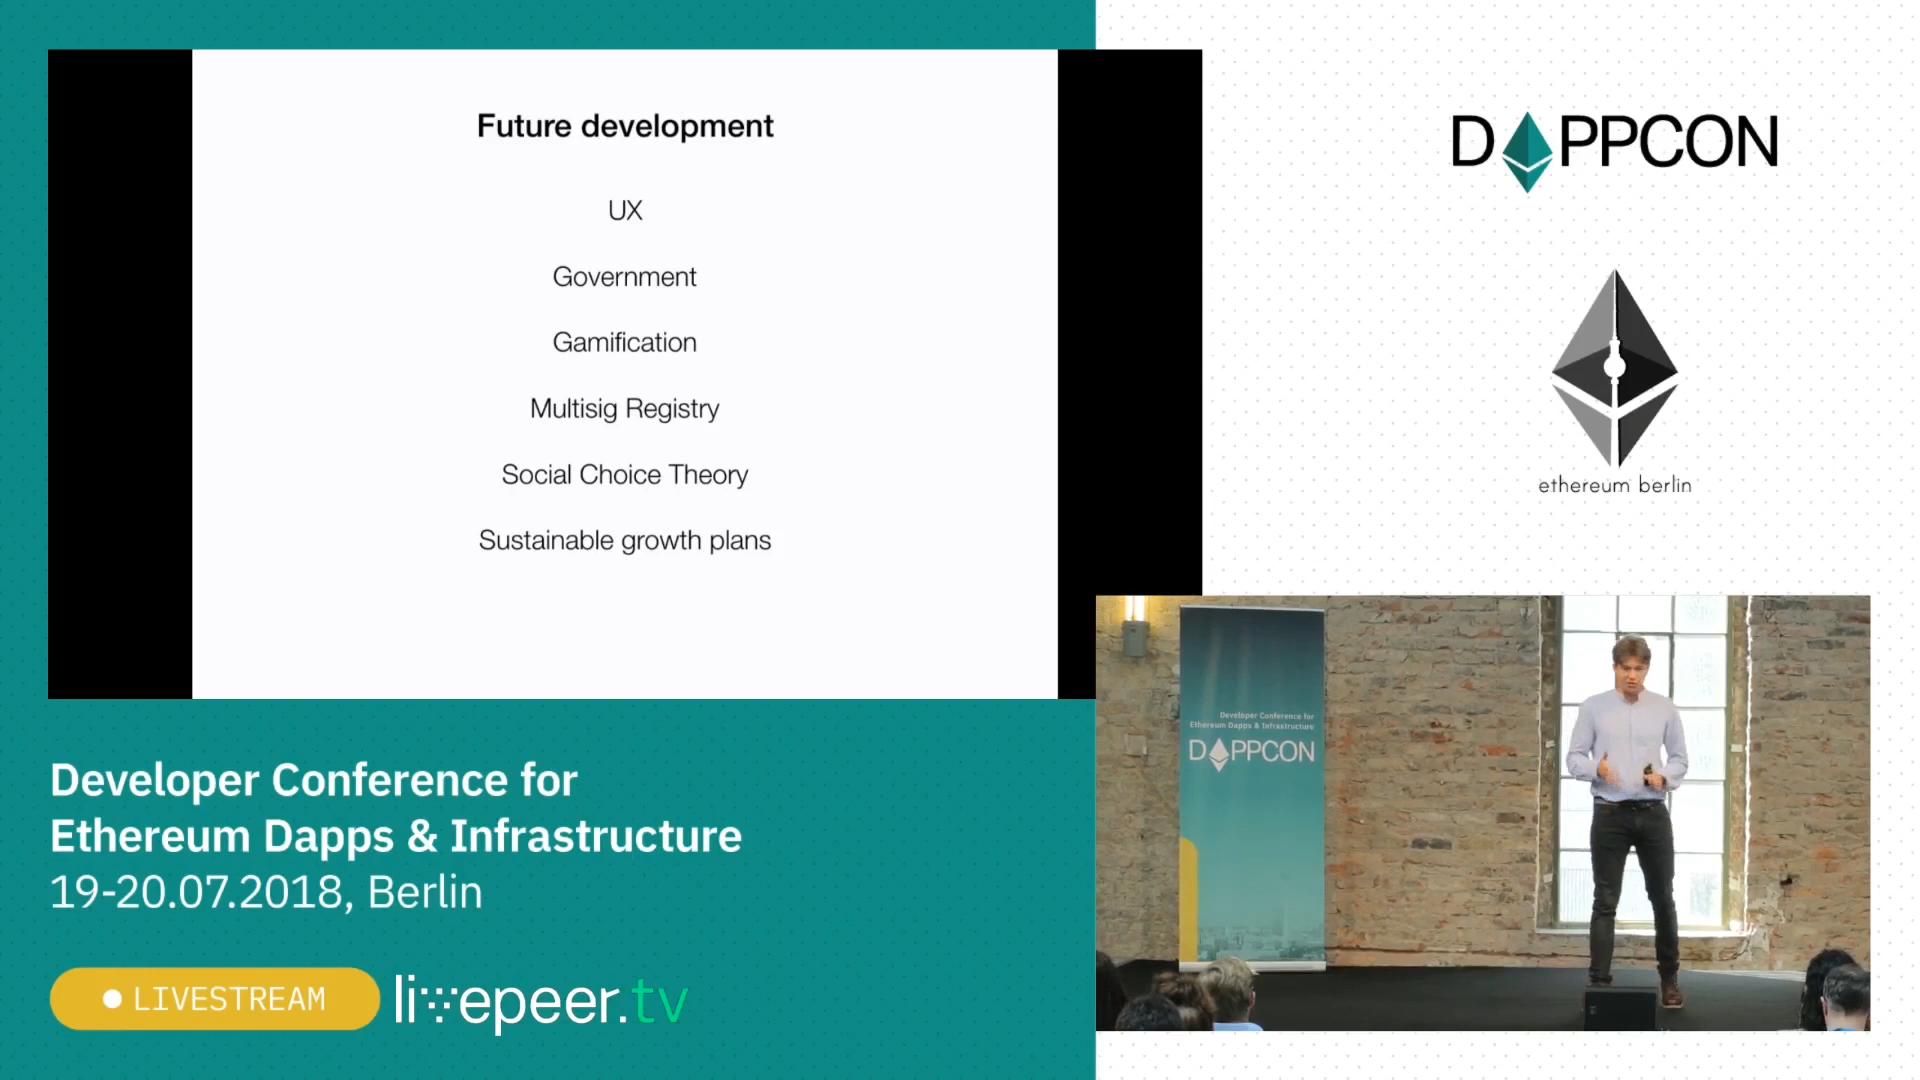 Future development
UX
Government
Gamification
Multisig Registry
Social Choice Theory
Sustainable growth plans
DAPPCON
ethereum berlin
Developer Conference for
Ethereum Dapps & Infrastructure
DAPPCON
Developer Conference for
Ethereum Dapps & Infrastructure
19-20.07.2018, Berlin
LIVESTREAM
livepeer.tv